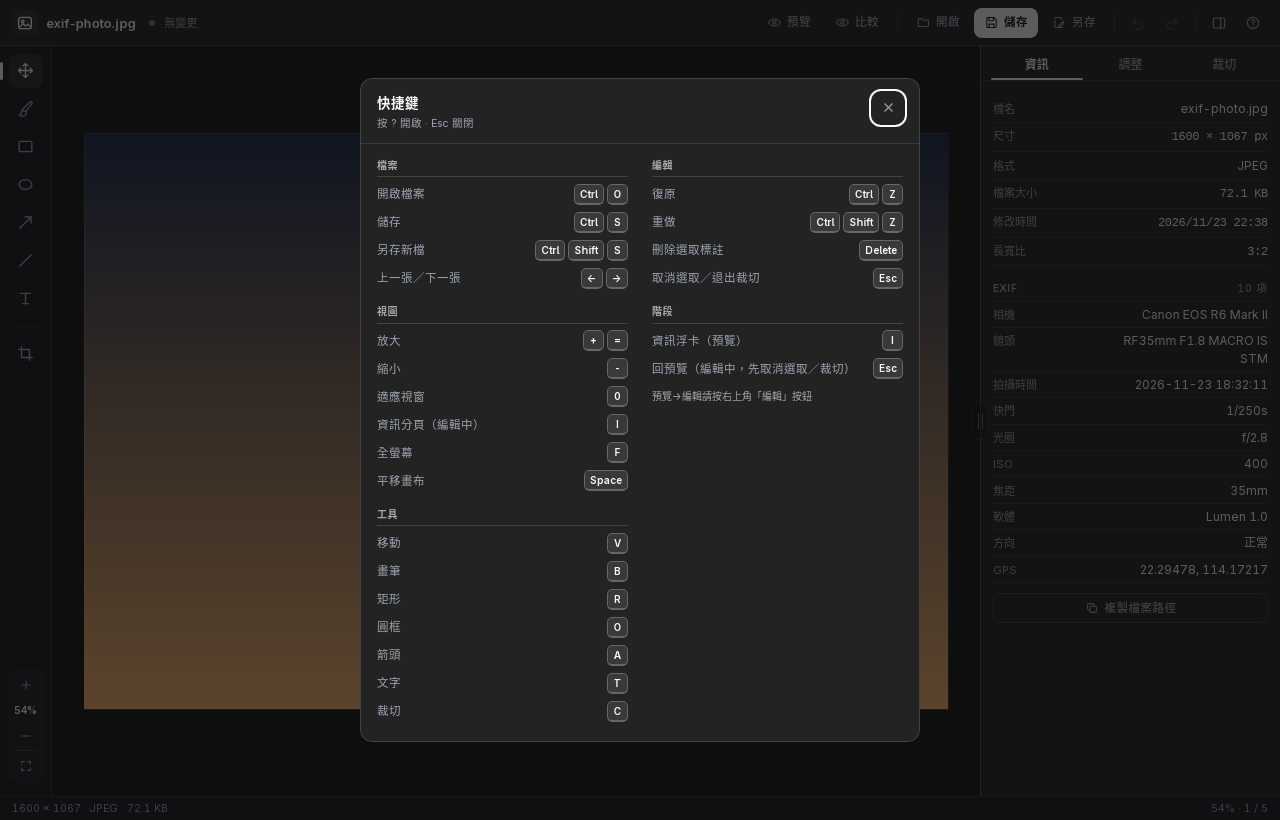 exif-photo.jpg 無變更 預覽 比較 開啟 儲存 另存
資訊 調整 裁切
檔名 exif-photo.jpg
尺寸 1600 × 1067 px
格式 JPEG
檔案大小 72.1 KB
修改時間 2026/11/23 22:38
長寬比 3:2
EXIF 10 項
相機 Canon EOS R6 Mark II
鏡頭 RF35mm F1.8 MACRO IS
STM
拍攝時間 2026-11-23 18:32:11
快門 1/250s
光圈 f/2.8
ISO 400
焦距 35mm
軟體 Lumen 1.0
方向 正常
GPS 22.29478, 114.17217
複製檔案路徑
快捷鍵
按 ? 開啟 · Esc 關閉
檔案
開啟檔案 Ctrl O
儲存 Ctrl S
另存新檔 Ctrl Shift S
上一張／下一張 ← →
視圖
放大 + =
縮小 -
適應視窗 0
資訊分頁（編輯中） I
全螢幕 F
平移畫布 Space
工具
移動 V
畫筆 B
矩形 R
圓框 O
箭頭 A
文字 T
裁切 C
編輯
復原 Ctrl Z
重做 Ctrl Shift Z
刪除選取標註 Delete
取消選取／退出裁切 Esc
階段
資訊浮卡（預覽） I
回預覽（編輯中，先取消選取／裁切） Esc
預覽→編輯請按右上角「編輯」按鈕
54%
1600 × 1067 · JPEG · 72.1 KB
54% · 1 / 5